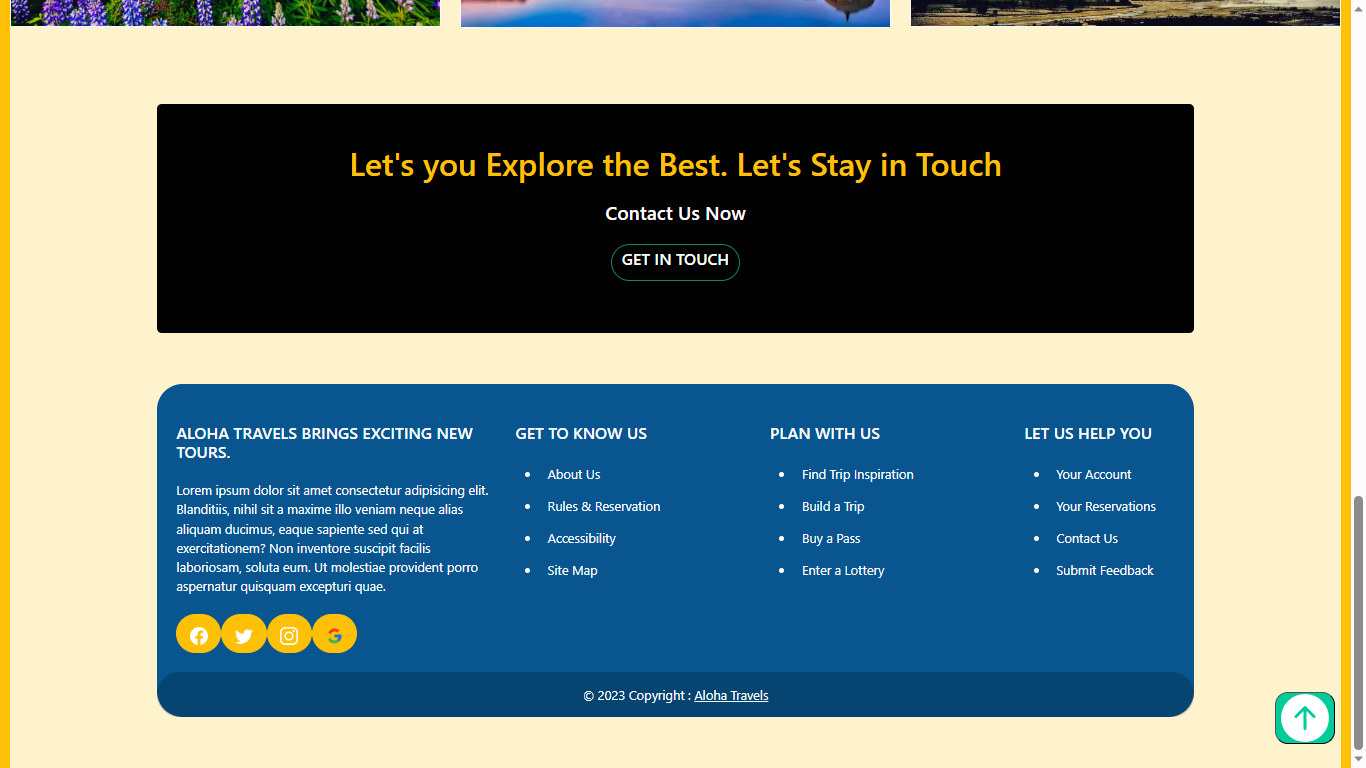 Let's you Explore the Best. Let's Stay in Touch
Contact Us Now
GET IN TOUCH
ALOHA TRAVELS BRINGS EXCITING NEW
TOURS.
Lorem ipsum dolor sit amet consectetur adipisicing elit.
Blanditiis, nihil sit a maxime illo veniam neque alias
aliquam ducimus, eaque sapiente sed qui at
exercitationem? Non inventore suscipit facilis
laboriosam, soluta eum. Ut molestiae provident porro
aspernatur quisquam excepturi quae.
GET TO KNOW US
About Us
Rules & Reservation
Accessibility
Site Map
PLAN WITH US
Find Trip Inspiration
Build a Trip
Buy a Pass
Enter a Lottery
LET US HELP YOU
Your Account
Your Reservations
Contact Us
Submit Feedback
© 2023 Copyright : Aloha Travels